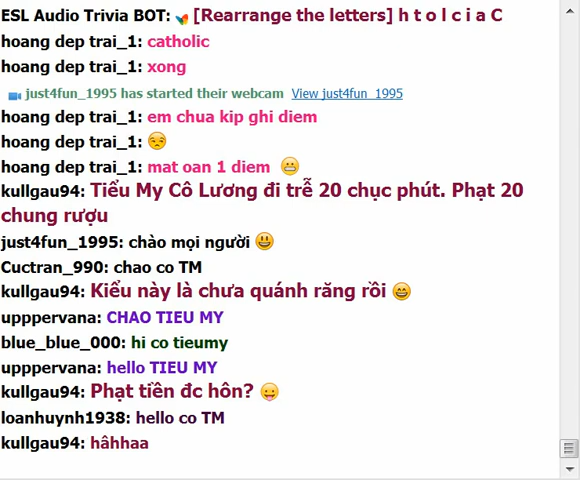 ESL Audio Trivia BOT: [Rearrange the letters] h t o l c i a C
hoang dep trai_1: catholic
hoang dep trai_1: xong
just4fun_1995 has started their webcam View just4fun_1995
hoang dep trai_1: em chua kip ghi diem
hoang dep trai_1: 😒
hoang dep trai_1: mat oan 1 diem 😬
kullgau94: Tiểu My Cô Lương đi trễ 20 chục phút. Phạt 20
chung rượu
just4fun_1995: chào mọi người 😃
Cuctran_990: chao co TM
kullgau94: Kiểu này là chưa quánh răng rồi 😄
upppervana: CHAO TIEU MY
blue_blue_000: hi co tieumy
upppervana: hello TIEU MY
kullgau94: Phạt tiền đc hôn? 😛
loanhuynh1938: hello co TM
kullgau94: hâhhaa